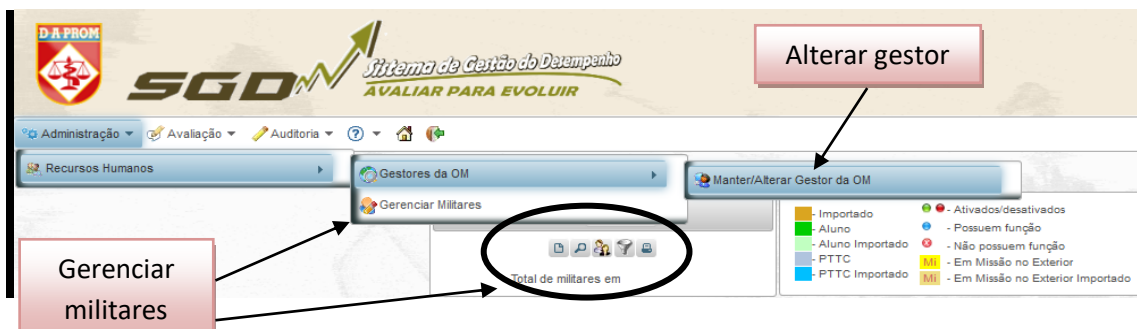 D A PROM
SGD
Sistema de Gestão do Desempenho
AVALIAR PARA EVOLUIR
Alterar gestor
Administração Avaliação Auditoria
Recursos Humanos
Gestores da OM
Manter/Alterar Gestor da OM
Gerenciar Militares
- Importado
- Aluno
- Aluno Importado
- PTTC
- PTTC Importado
- Ativados/desativados
- Possuem função
- Não possuem função
Mi - Em Missão no Exterior
Mi - Em Missão no Exterior Importado
Total de militares em
Gerenciar
militares